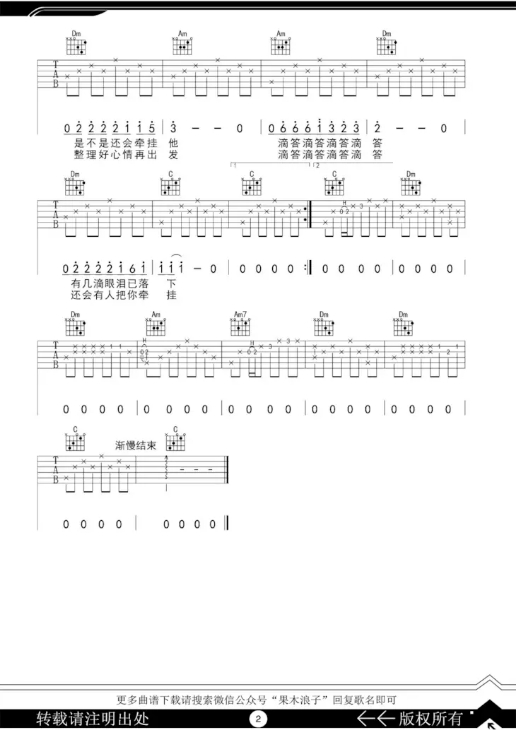 Dm Am Am Dm
T A B
0 2 2 2 2 1 1 5 3 - - 0 0 6 6 6 1 3 2 3 2
是不是还会牵挂 他 滴答滴答滴答滴 答
整理好心情再出 发 滴答滴答滴答滴 答
1. 2.
Dm C C C Dm
T A B
0 2 2 2 2 1 6 1 1 1 1 - 0 0 0 0 0 :0 0 0 0 0 0 0 0
有几滴眼泪已落 下
还会有人把你牵 挂
Dm Am Am7 Dm Dm
T A B
0 0 0 0 0 0 0 0 0 0 0 0 0 0 0 0 0 0 0 0
C 渐慢结束 C
T A B
0 0 0 0 0 0 0 0
更多曲谱下载请搜索微信公众号“果木浪子”回复歌名即可
转载请注明出处 2 版权所有